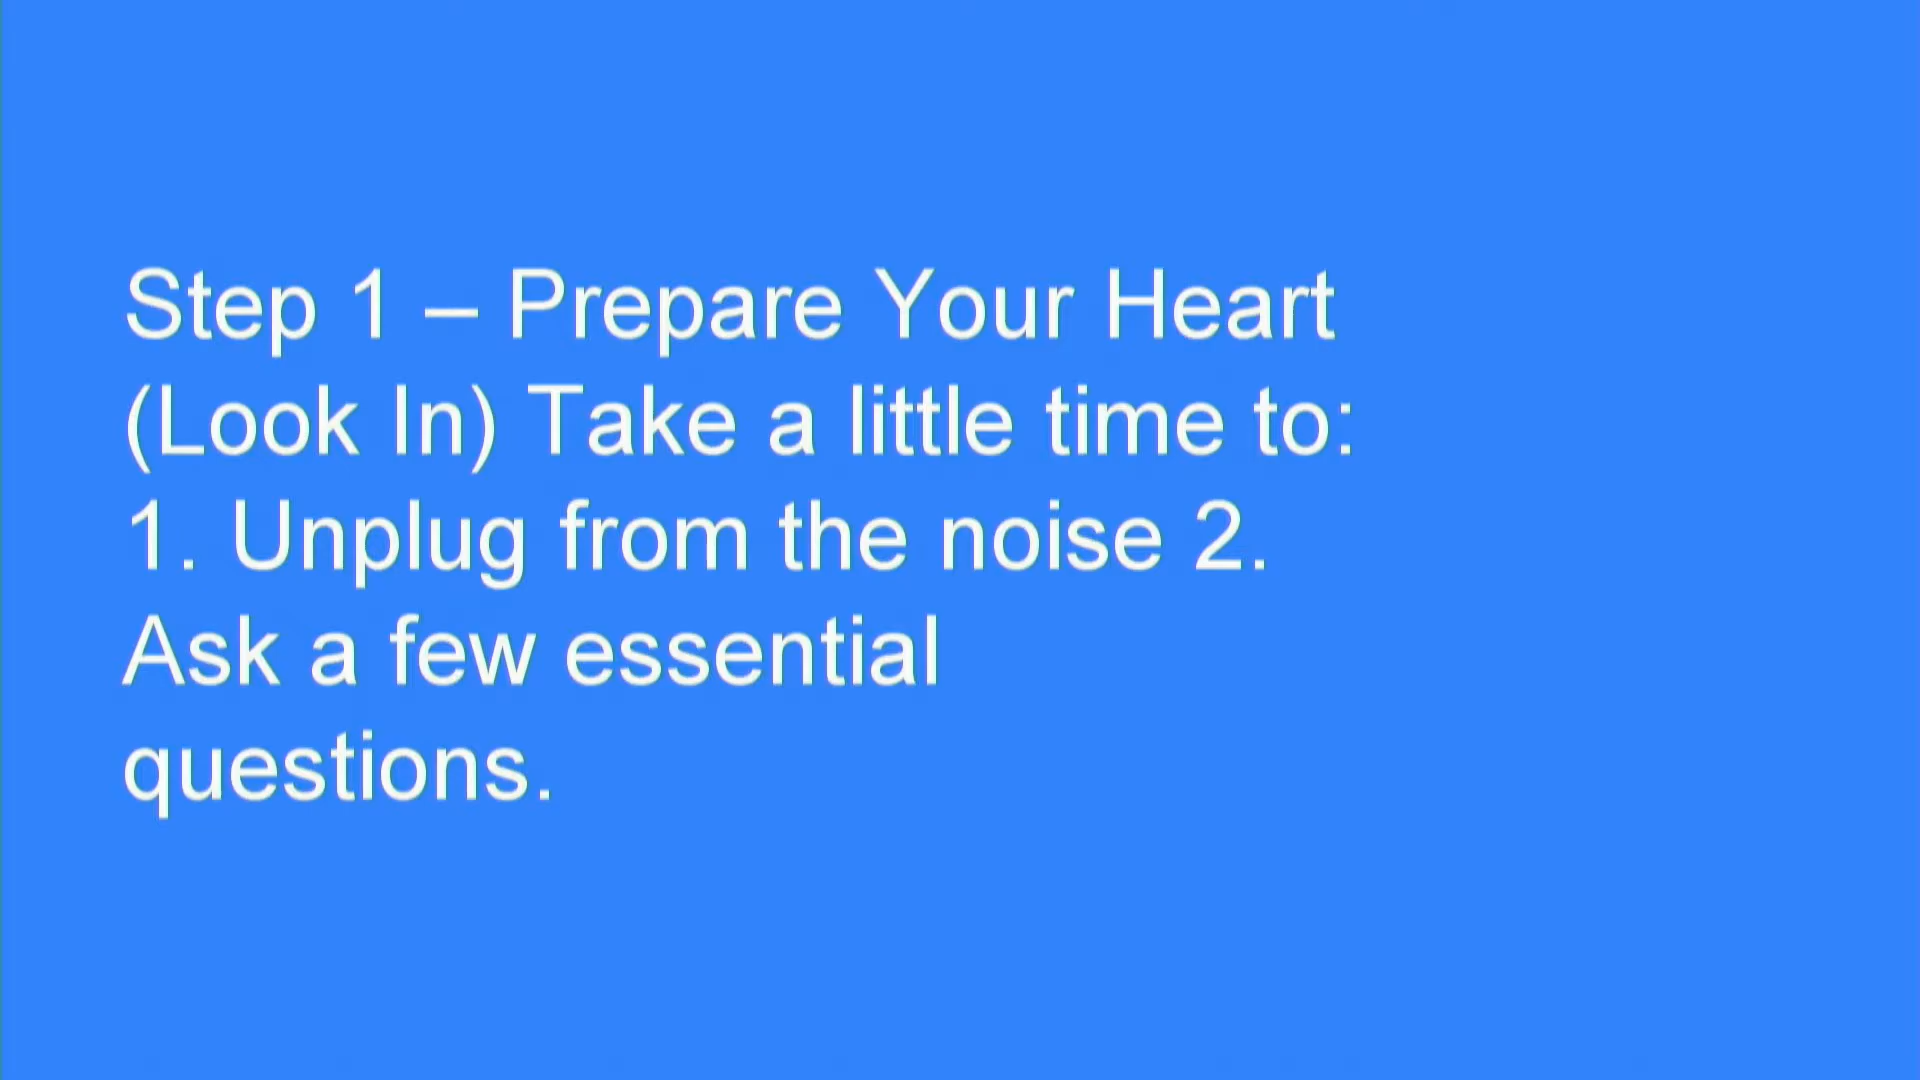 Step 1 – Prepare Your Heart
(Look In) Take a little time to:
1. Unplug from the noise 2.
Ask a few essential
questions.